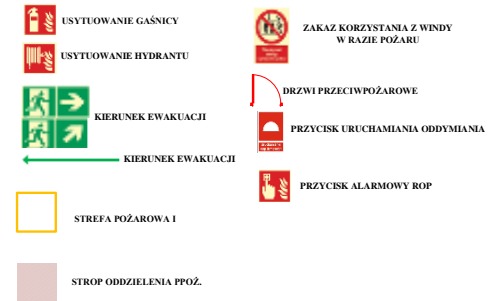 USYTUOWANIE GAŚNICY
USYTUOWANIE HYDRANTU
KIERUNEK EWAKUACJI
KIERUNEK EWAKUACJI
STREFA POŻAROWA I
STROP ODDZIELENIA PPOŻ.
ZAKAZ KORZYSTANIA Z WINDY
W RAZIE POŻARU
DRZWI PRZECIWPOŻAROWE
PRZYCISK URUCHAMIANIA ODDYMIANIA
PRZYCISK ALARMOWY ROP